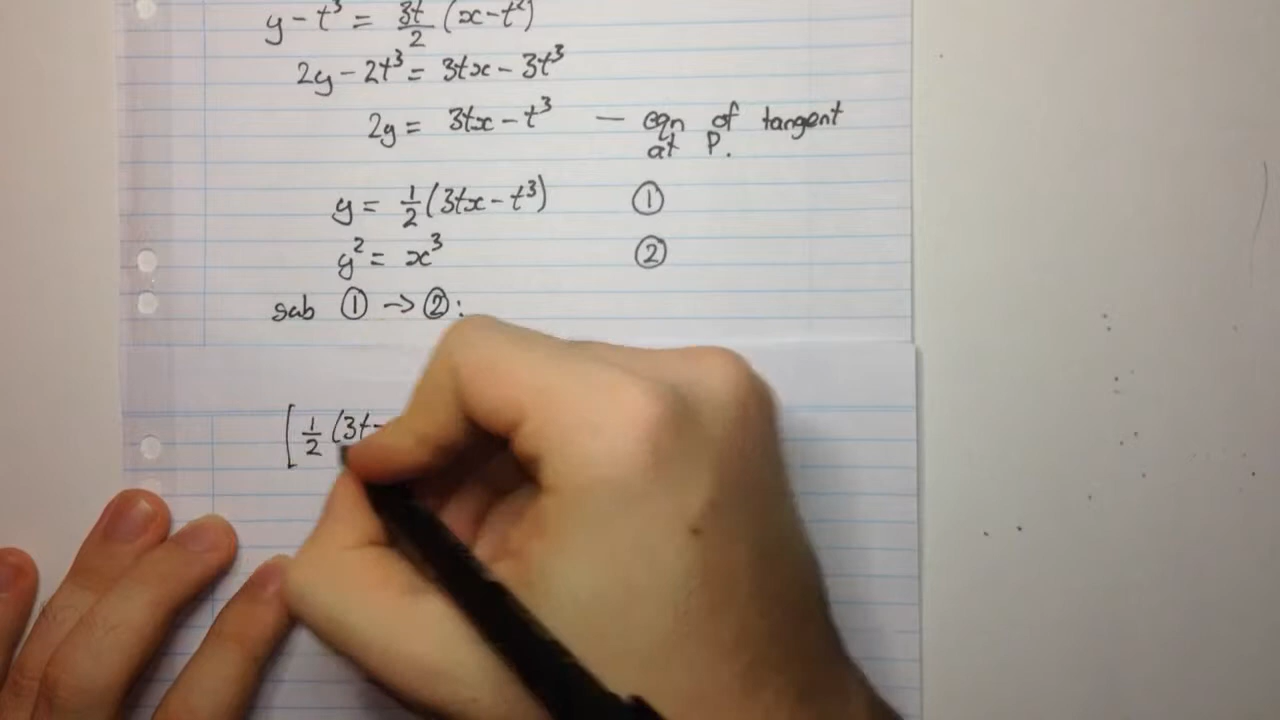 y - t³ = 3t/2 (x - t²)
2y - 2t³ = 3tx - 3t³
2y = 3tx - t³ — eqn of tangent
at P.
y = 1/2 (3tx - t³) ①
y² = x³ ②
sub ① → ②:
[1/2 (3t